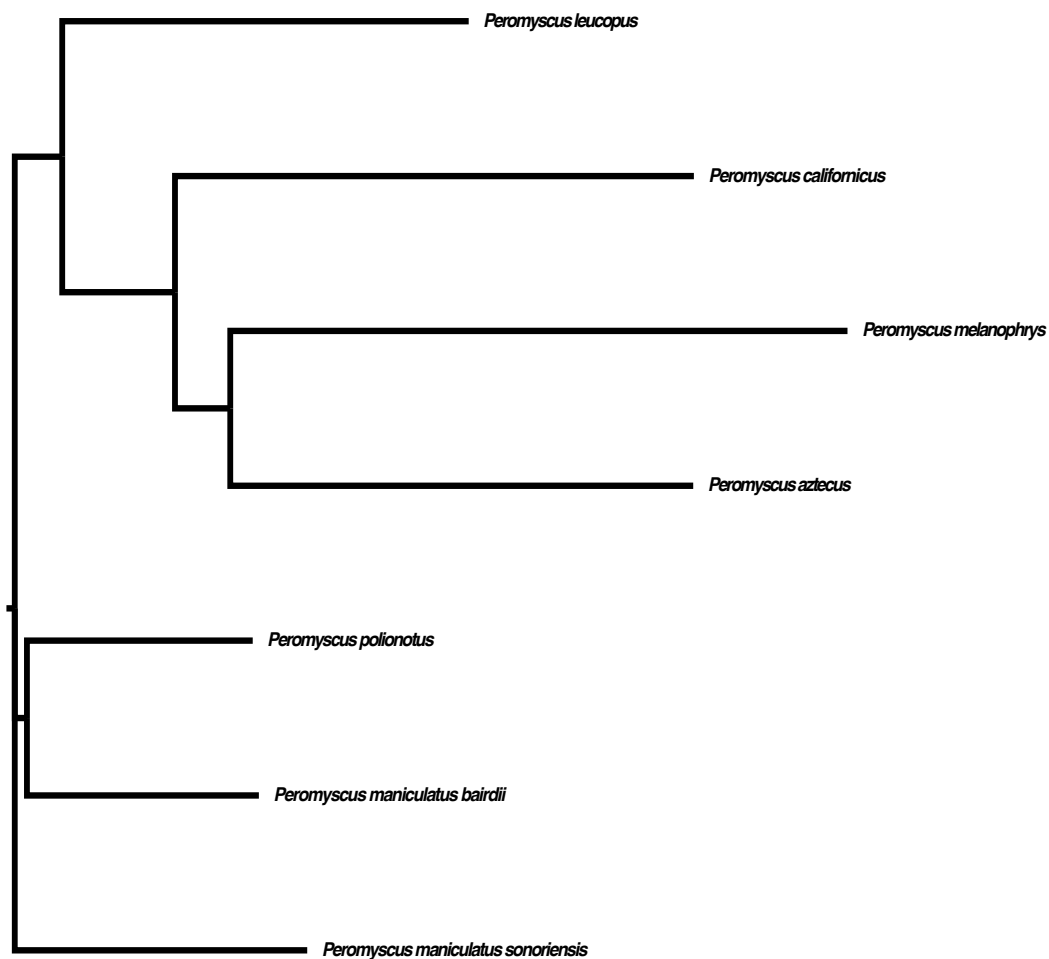 Peromyscus leucopus
Peromyscus californicus
Peromyscus melanophrys
Peromyscus aztecus
Peromyscus polionotus
Peromyscus maniculatus bairdii
Peromyscus maniculatus sonoriensis